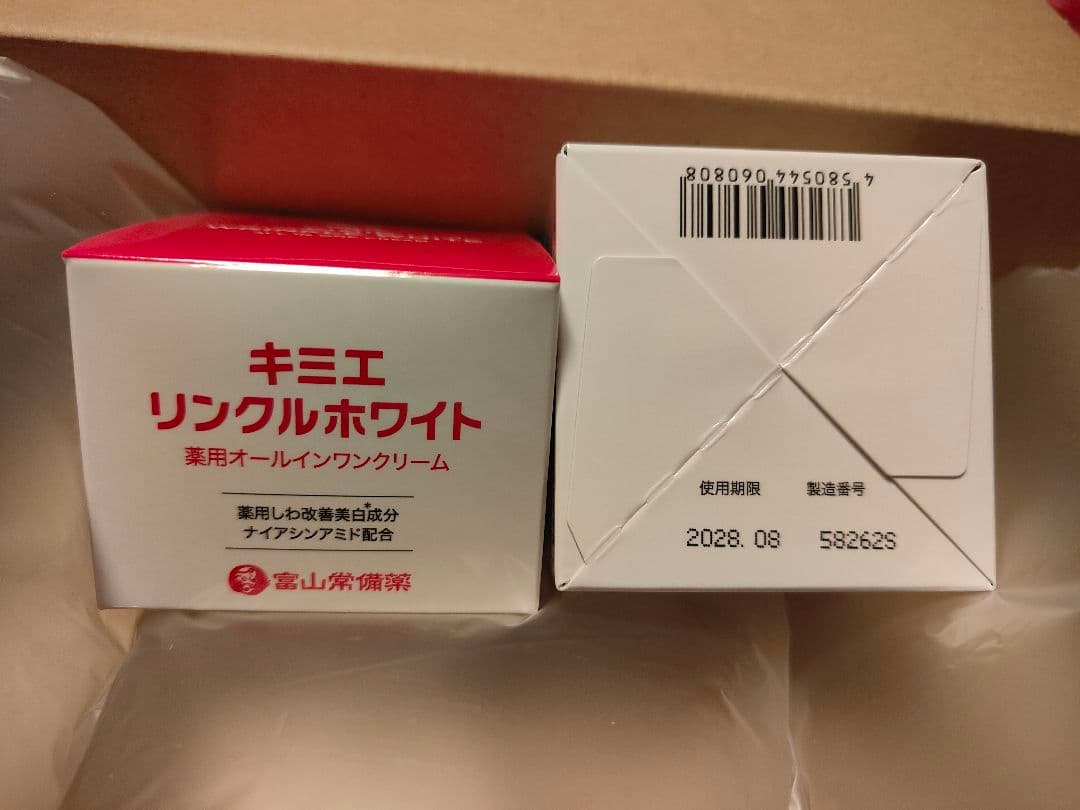 キミエ
リンクルホワイト
薬用オールインワンクリーム
薬用しわ改善美白*成分
ナイアシンアミド配合
富山常備薬
4 580544 060808
使用期限 製造番号
2028. 08 58262S